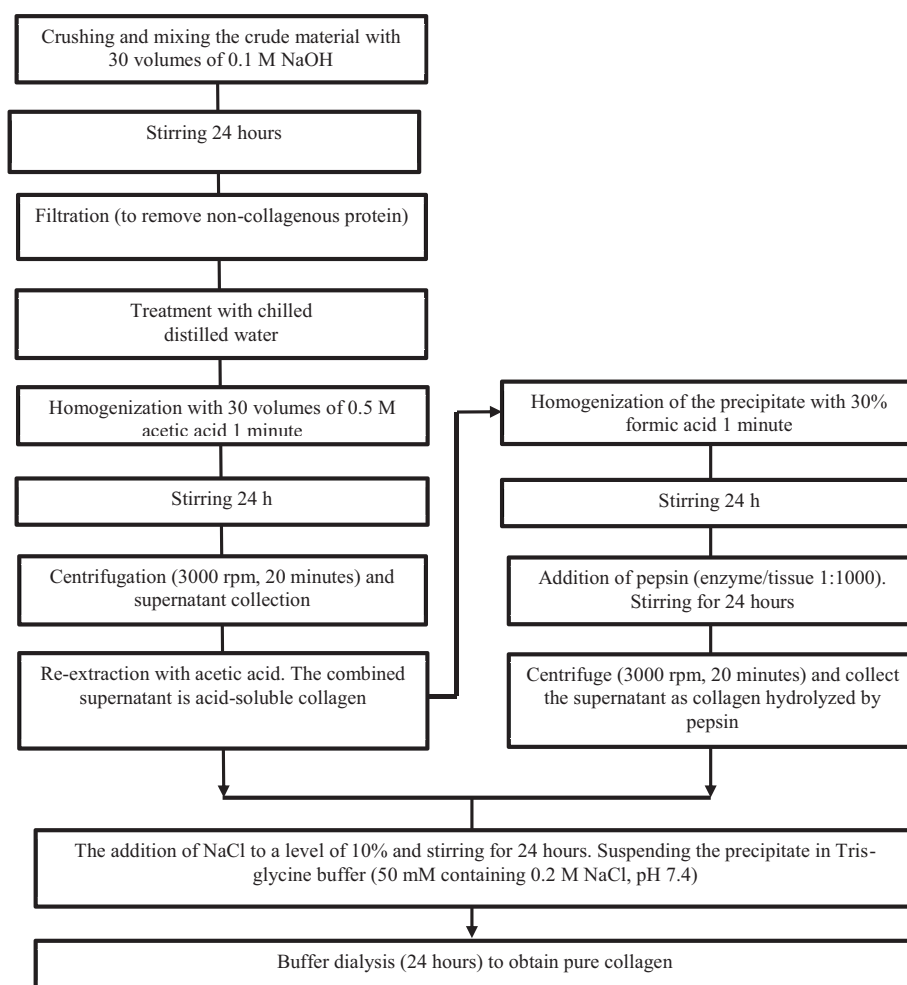 Crushing and mixing the crude material with
30 volumes of 0.1 M NaOH
Stirring 24 hours
Filtration (to remove non-collagenous protein)
Treatment with chilled
distilled water
Homogenization with 30 volumes of 0.5 M
acetic acid 1 minute
Stirring 24 h
Centrifugation (3000 rpm, 20 minutes) and
supernatant collection
Re-extraction with acetic acid. The combined
supernatant is acid-soluble collagen
Homogenization of the precipitate with 30%
formic acid 1 minute
Stirring 24 h
Addition of pepsin (enzyme/tissue 1:1000).
Stirring for 24 hours
Centrifuge (3000 rpm, 20 minutes) and collect
the supernatant as collagen hydrolyzed by
pepsin
The addition of NaCl to a level of 10% and stirring for 24 hours. Suspending the precipitate in Tris-
glycine buffer (50 mM containing 0.2 M NaCl, pH 7.4)
Buffer dialysis (24 hours) to obtain pure collagen